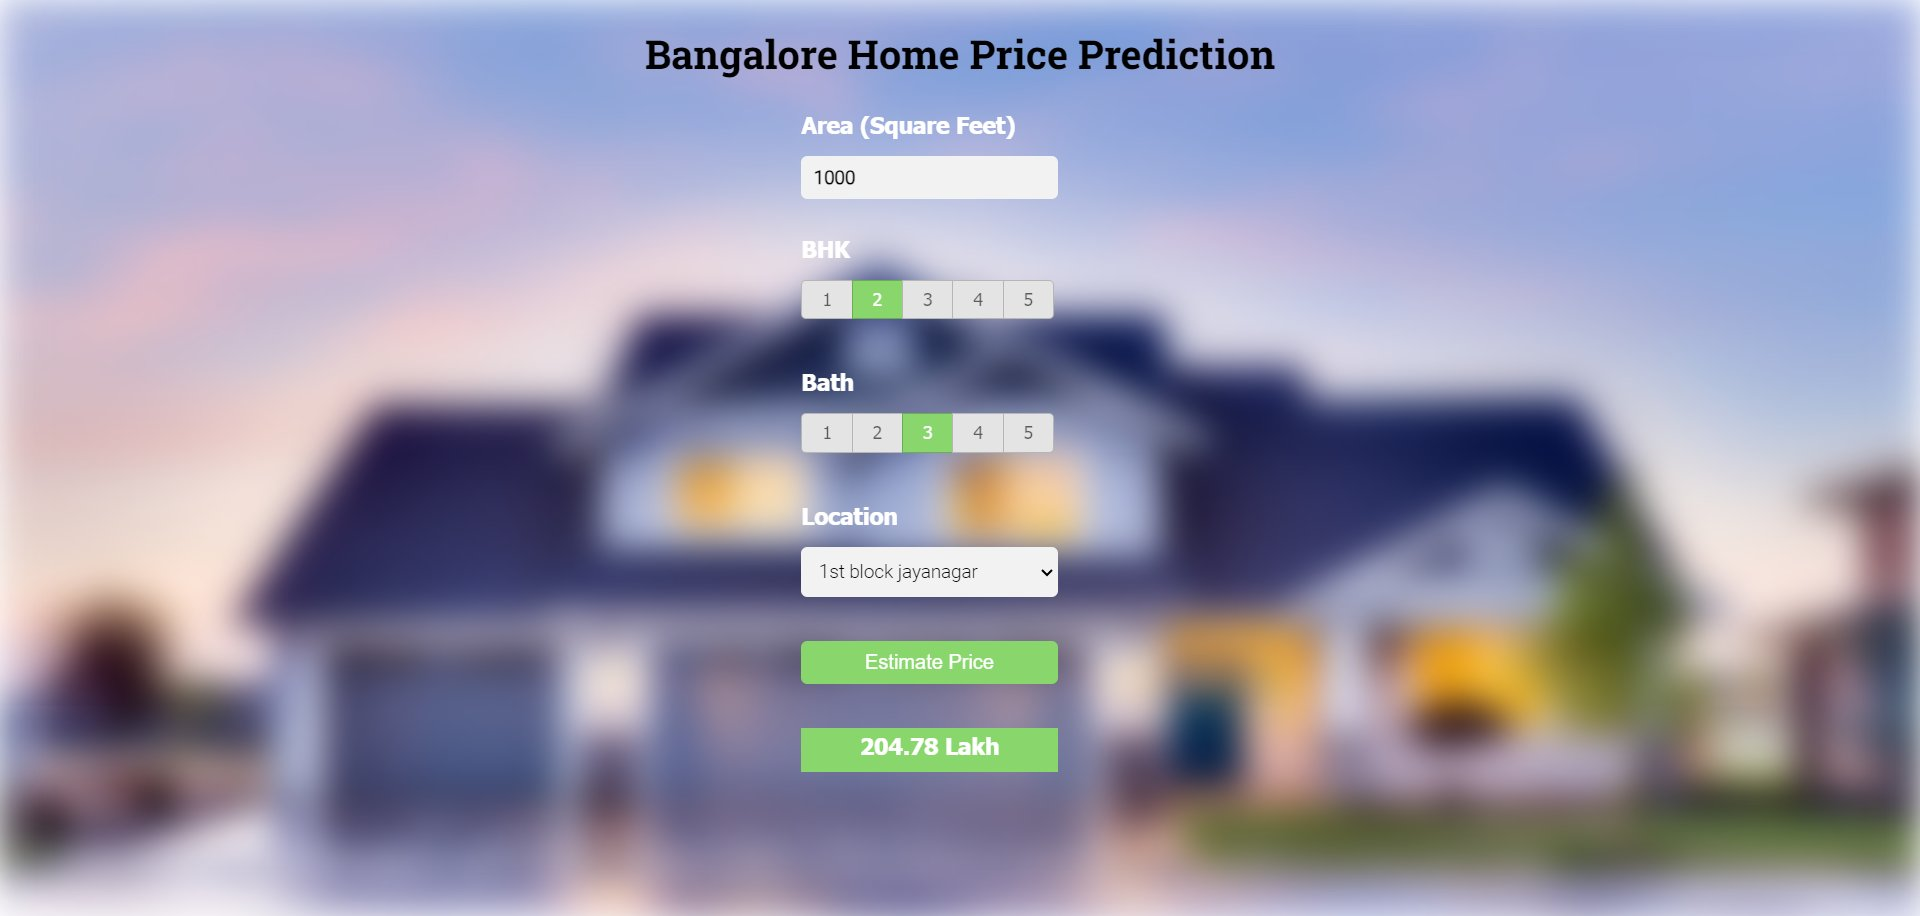 Bangalore Home Price Prediction
Area (Square Feet)
1000
BHK
1 2 3 4 5
Bath
1 2 3 4 5
Location
1st block jayanagar
Estimate Price
204.78 Lakh